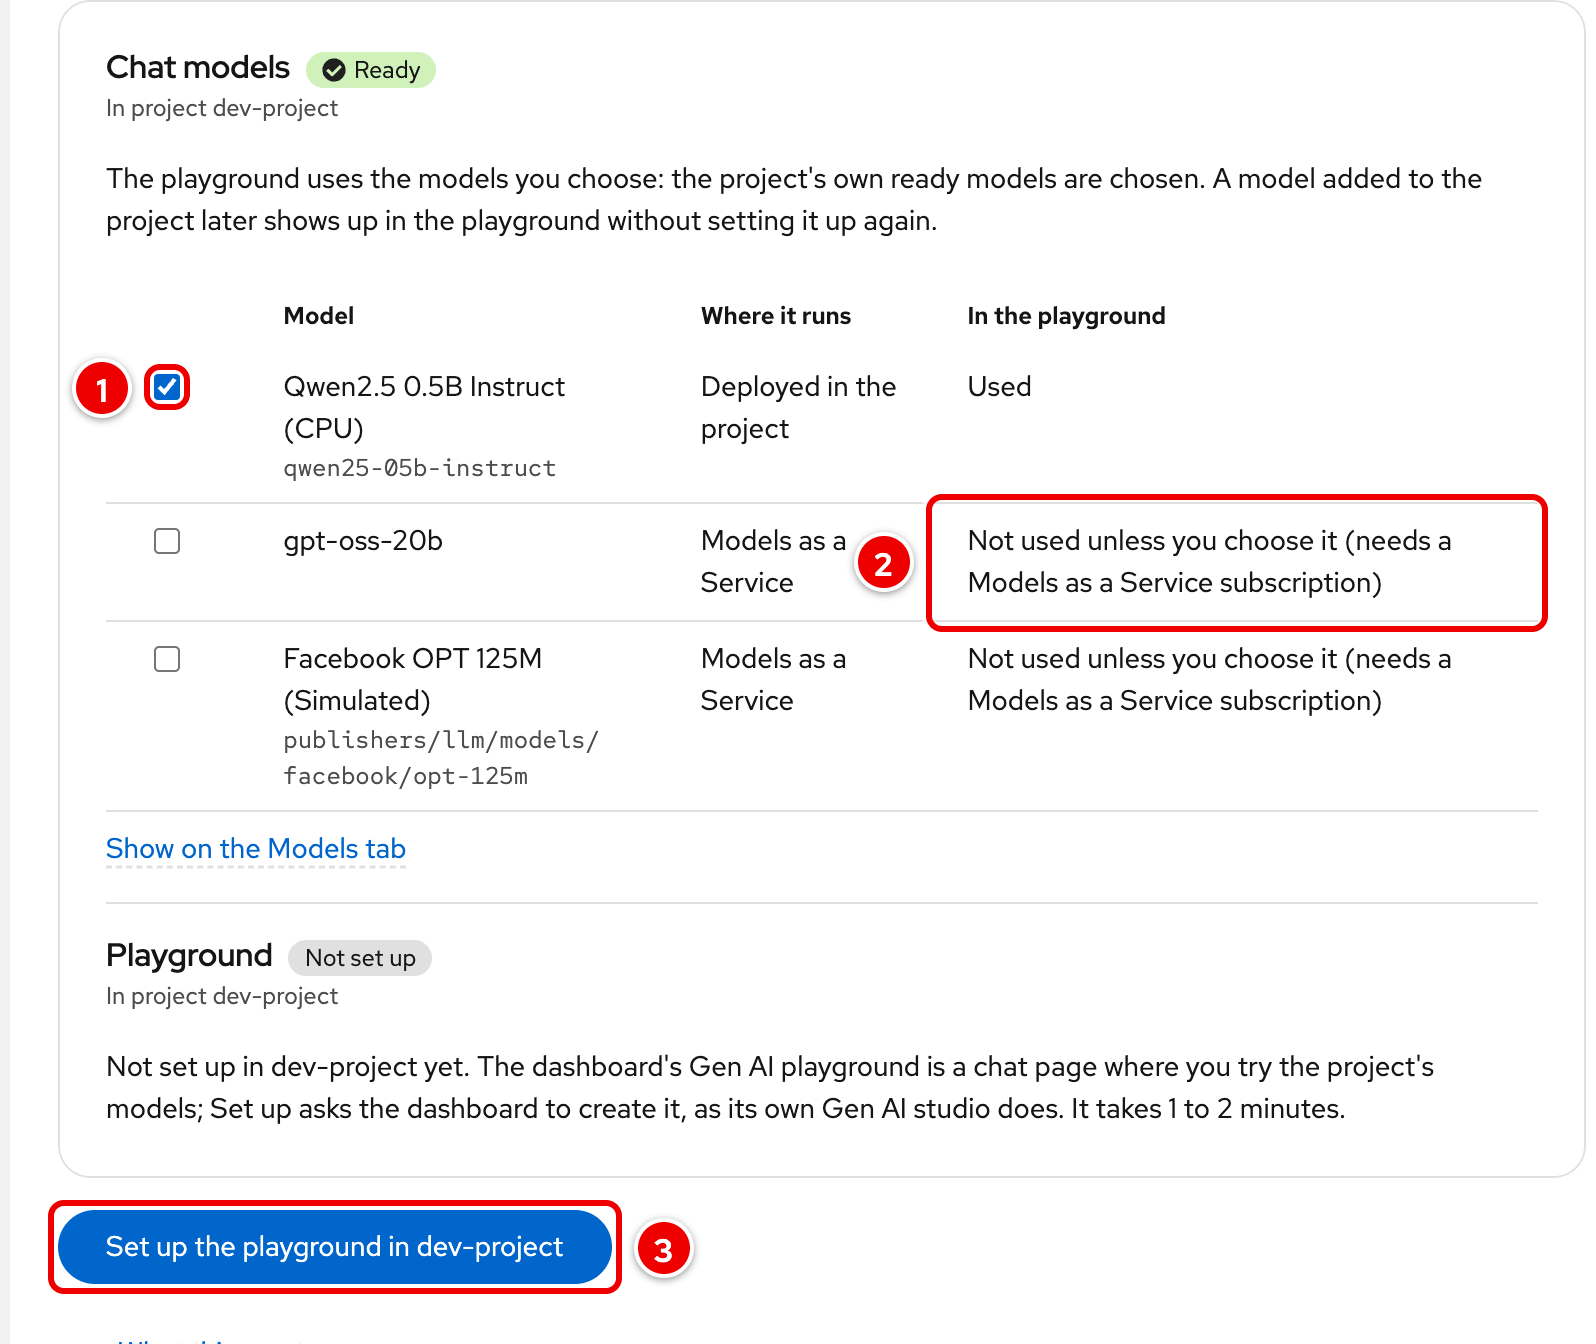 Chat models Ready
In project dev-project
The playground uses the models you choose: the project's own ready models are chosen. A model added to the
project later shows up in the playground without setting it up again.
Model Where it runs In the playground
1 Qwen2.5 0.5B Instruct Deployed in the Used
(CPU) project
qwen25-05b-instruct
gpt-oss-20b Models as a Not used unless you choose it (needs a
2 Service Models as a Service subscription)
Facebook OPT 125M Models as a Not used unless you choose it (needs a
(Simulated) Service Models as a Service subscription)
publishers/llm/models/
facebook/opt-125m
Show on the Models tab
Playground Not set up
In project dev-project
Not set up in dev-project yet. The dashboard's Gen AI playground is a chat page where you try the project's
models; Set up asks the dashboard to create it, as its own Gen AI studio does. It takes 1 to 2 minutes.
Set up the playground in dev-project 3